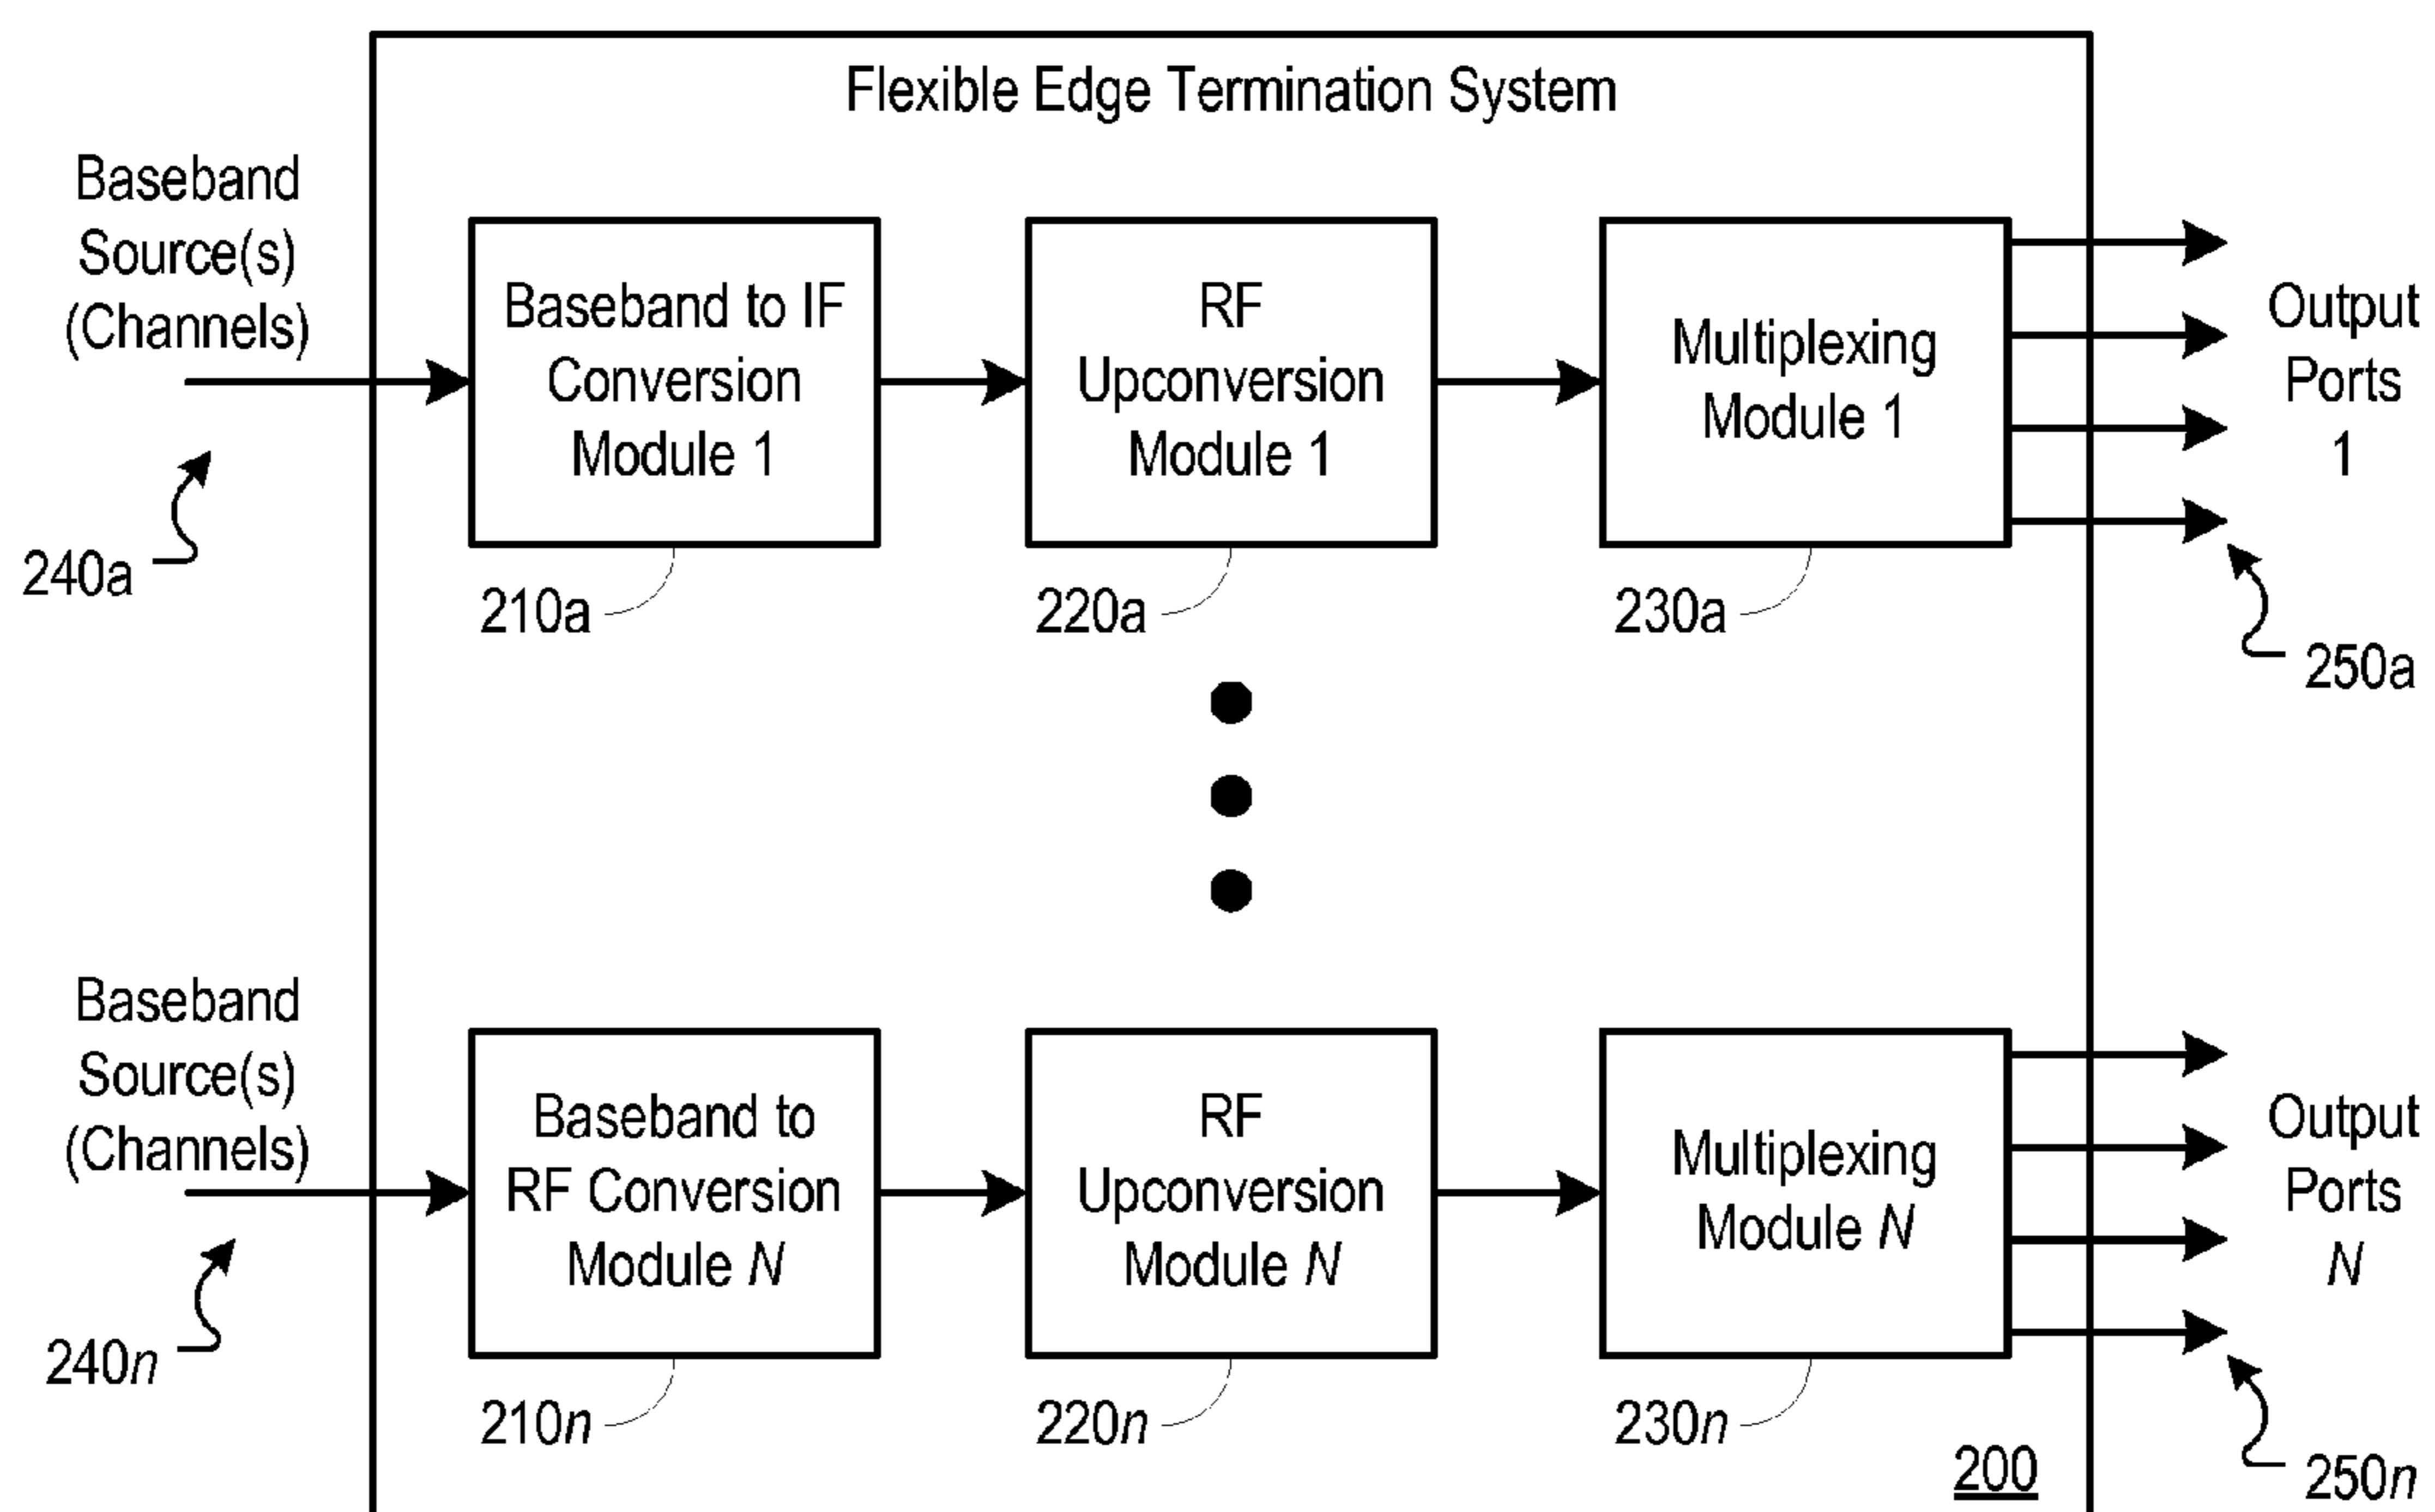 Flexible Edge Termination System
Baseband
Source(s)
(Channels)
240a
Baseband to IF
Conversion
Module 1
210a
RF
Upconversion
Module 1
220a
Multiplexing
Module 1
230a
Output
Ports
1
250a
Baseband
Source(s)
(Channels)
240n
Baseband to
RF Conversion
Module N
210n
RF
Upconversion
Module N
220n
Multiplexing
Module N
230n
Output
Ports
N
250n
200